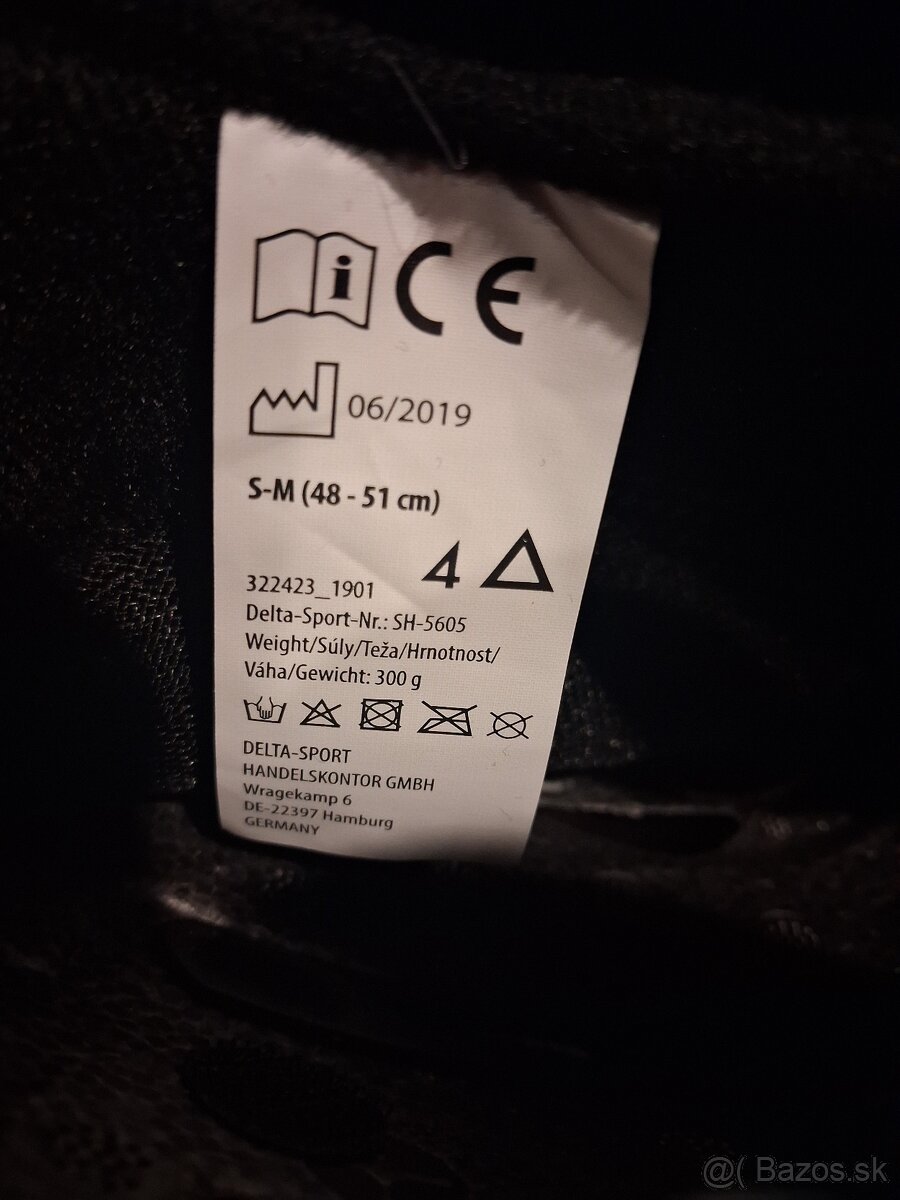 i CE
06/2019
S-M (48 - 51 cm)
4
322423_1901
Delta-Sport-Nr.: SH-5605
Weight/Súly/Teža/Hrnotnost/
Váha/Gewicht: 300 g
DELTA-SPORT
HANDELSKONTOR GMBH
Wragekamp 6
DE-22397 Hamburg
GERMANY
@( Bazos.sk